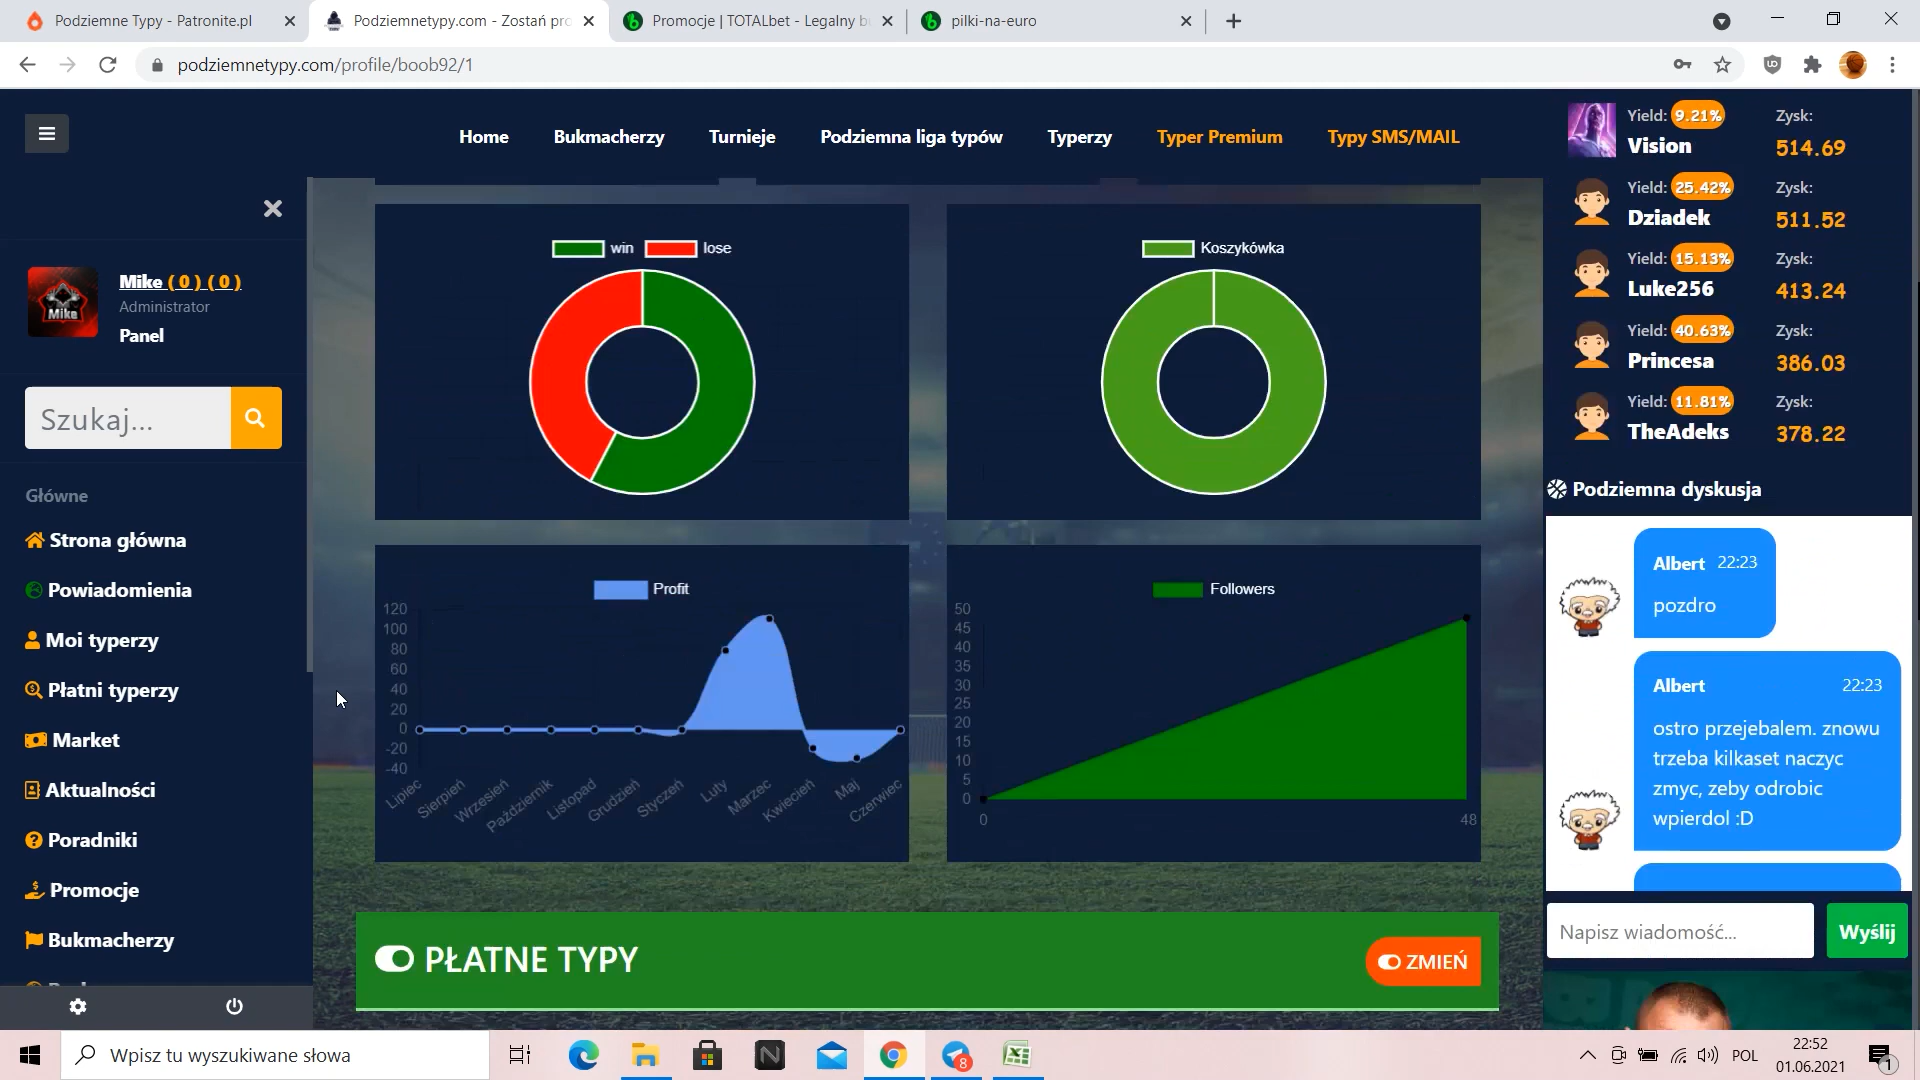 Podziemne Typy - Patronite.pl
Podziemnetypy.com - Zostań pro
Promocje | TOTALbet - Legalny bu
pilki-na-euro
podziemnetypy.com/profile/boob92/1
Home
Bukmacherzy
Turnieje
Podziemna liga typów
Typerzy
Typer Premium
Typy SMS/MAIL
Mike ( 0 ) ( 0 )
Administrator
Panel
Mike
Szukaj...
Główne
Strona główna
Powiadomienia
Moi typerzy
Płatni typerzy
Market
Aktualności
Poradniki
Promocje
Bukmacherzy
win
lose
Koszykówka
Profit
120
100
80
60
40
20
0
-20
-40
Lipiec
Sierpień
Wrzesień
Październik
Listopad
Grudzień
Styczeń
Luty
Marzec
Kwiecień
Maj
Czerwiec
Followers
50
45
40
35
30
25
20
15
10
5
0
0
48
PŁATNE TYPY
ZMIEŃ
Yield: 9.21% Zysk:
Vision 514.69
Yield: 25.42% Zysk:
Dziadek 511.52
Yield: 15.13% Zysk:
Luke256 413.24
Yield: 40.63% Zysk:
Princesa 386.03
Yield: 11.81% Zysk:
TheAdeks 378.22
Podziemna dyskusja
Albert 22:23
pozdro
Albert 22:23
ostro przejebalem. znowu
trzeba kilkaset naczyc
zmyc, zeby odrobic
wpierdol :D
Napisz wiadomość...
Wyślij
Wpisz tu wyszukiwane słowa
8
POL
22:52
01.06.2021
1